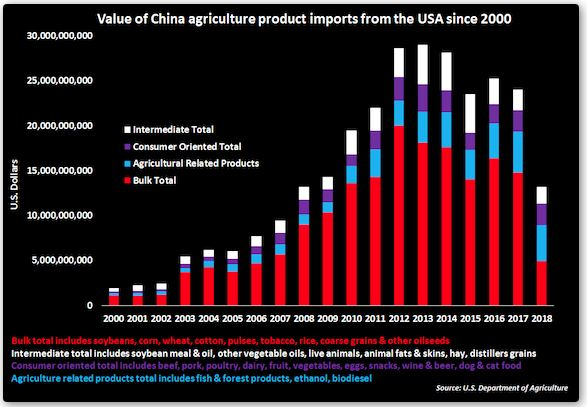 Value of China agriculture product imports from the USA since 2000
30,000,000,000
25,000,000,000
20,000,000,000
15,000,000,000
10,000,000,000
5,000,000,000
0
U.S. Dollars
Intermediate Total
Consumer Oriented Total
Agricultural Related Products
Bulk Total
2000 2001 2002 2003 2004 2005 2006 2007 2008 2009 2010 2011 2012 2013 2014 2015 2016 2017 2018
Bulk total includes soybeans, corn, wheat, cotton, pulses, tobacco, rice, coarse grains & other oilseeds
Intermediate total includes soybean meal & oil, other vegetable oils, live animals, animal fats & skins, hay, distillers grains
Consumer oriented total includes beef, pork, poultry, dairy, fruit, vegetables, eggs, snacks, wine & beer, dog & cat food
Agriculture related products total includes fish & forest products, ethanol, biodiesel
Source: U.S. Department of Agriculture